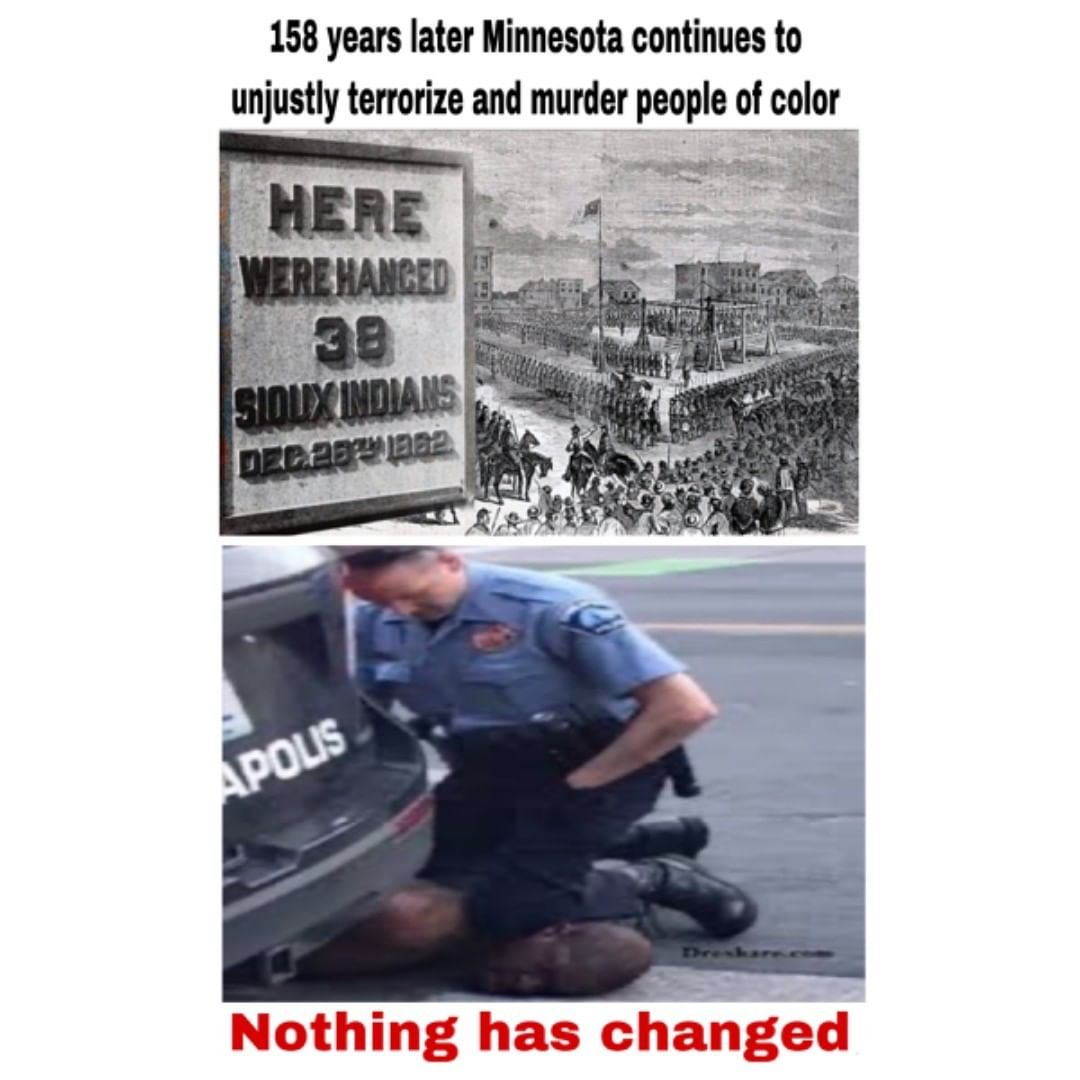 158 years later Minnesota continues to
unjustly terrorize and murder people of color
HERE
WERE HANGED
38
SIOUX INDIANS
DEC. 26TH 1862
APOLIS
Nothing has changed